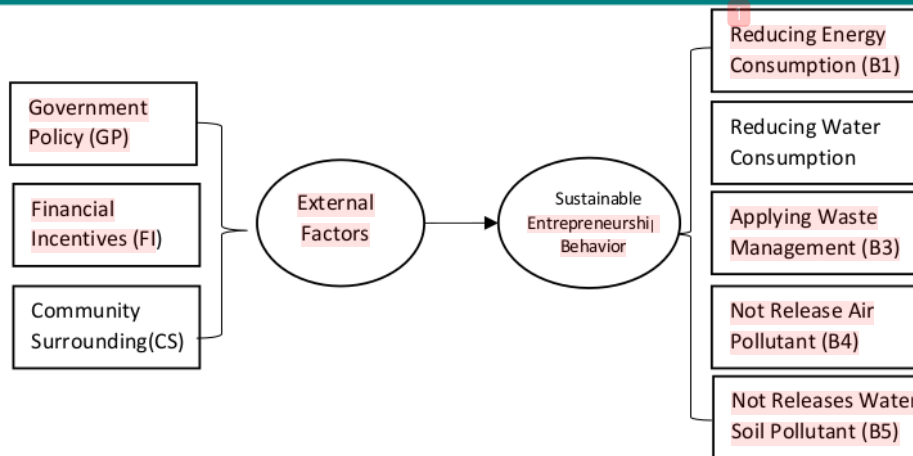 Government
Policy (GP)
Financial
Incentives (FI)
Community
Surrounding(CS)
External
Factors
Sustainable
Entrepreneurshi
Behavior
1
Reducing Energy
Consumption (B1)
Reducing Water
Consumption
Applying Waste
Management (B3)
Not Release Air
Pollutant (B4)
Not Releases Water
Soil Pollutant (B5)